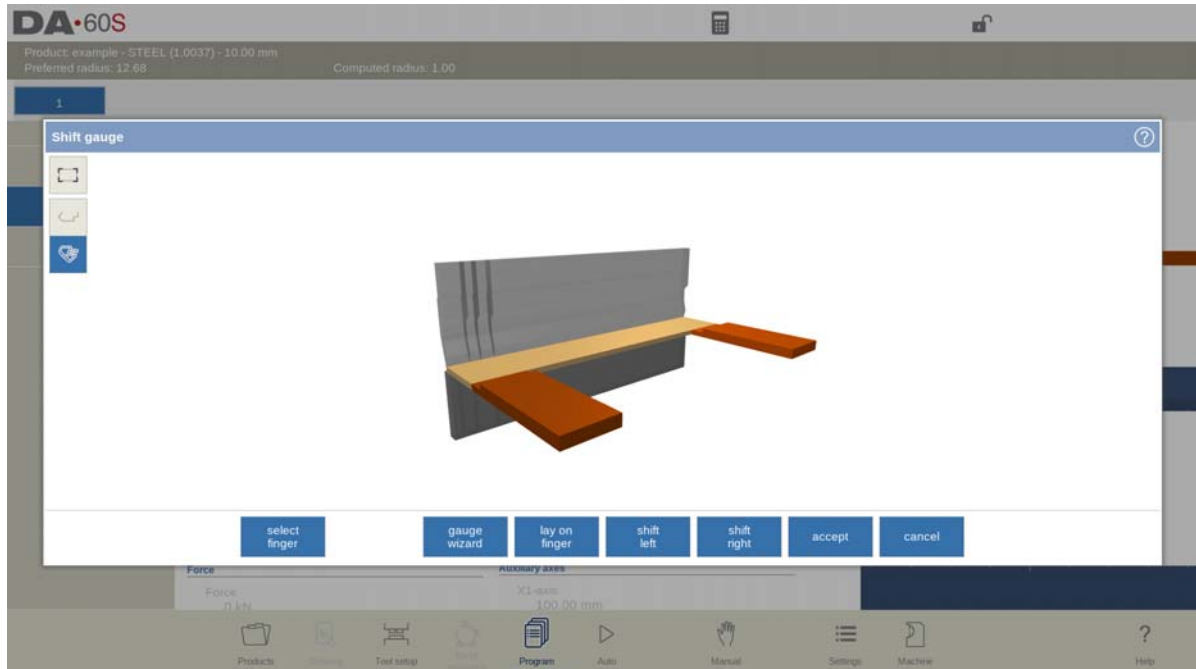 DA•60S
Product: example - STEEL (1.0037) - 10.00 mm
Preferred radius: 12.68
Computed radius: 1.00
1
Shift gauge
select
finger
gauge
wizard
lay on
finger
shift
left
shift
right
accept
cancel
Force
Auxiliary axes
Force
X1-axis
0 kN
100.00 mm
Products
Tool setup
Program
Auto
Manual
Settings
Machine
?
Help